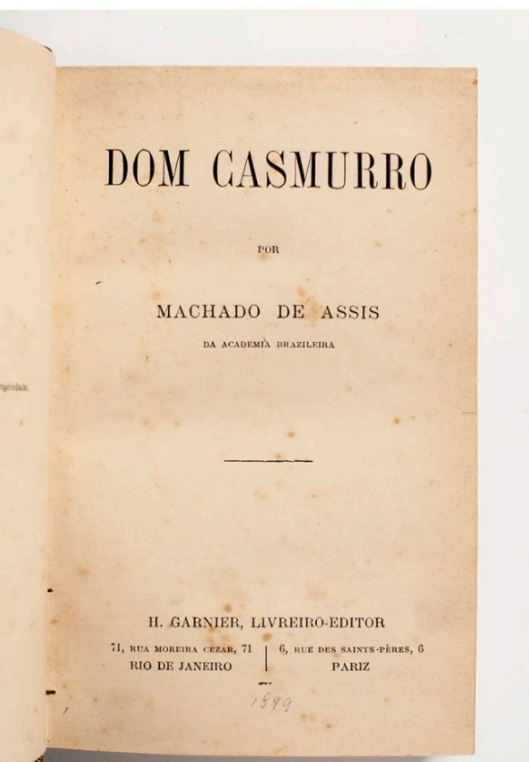 DOM CASMURRO
POR
MACHADO DE ASSIS
DA ACADEMIA BRAZILEIRA
H. GARNIER, LIVREIRO-EDITOR
71, RUA MOREIRA CEZAR, 71
RIO DE JANEIRO
6, RUE DES SAINTS-PÈRES, 6
PARIZ
1899